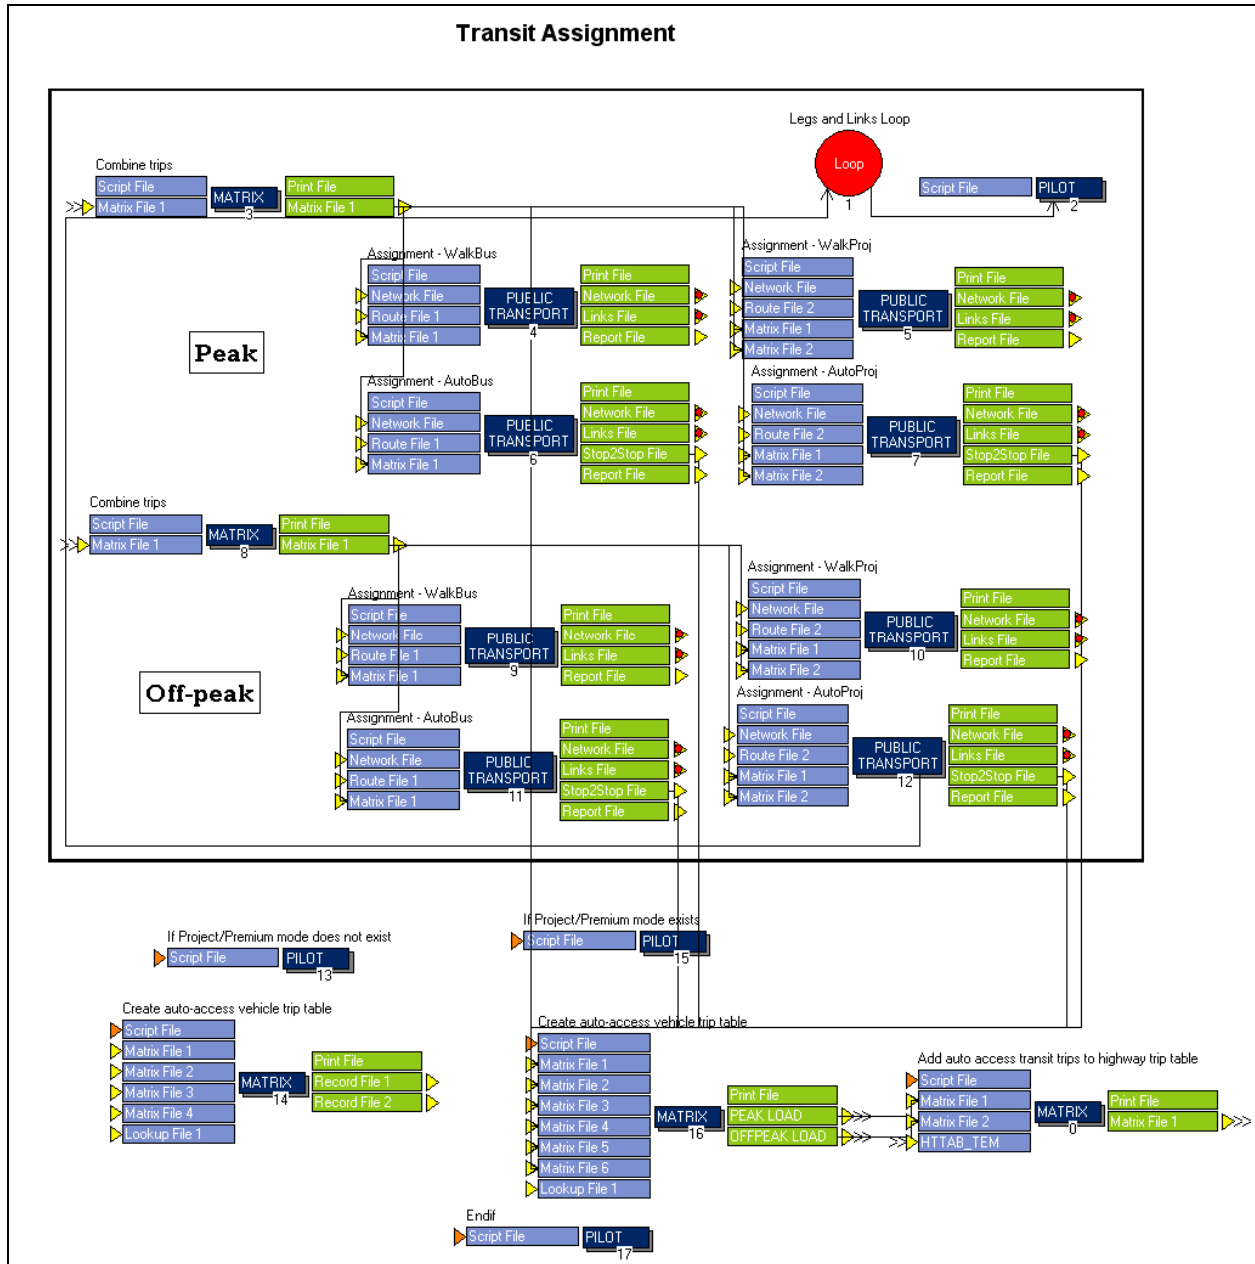 Transit Assignment
Legs and Links Loop
Loop
1
Script File
PILOT
2
Combine trips
Script File
Matrix File 1
MATRIX
3
Print File
Matrix File 1
Peak
Assignment - WalkBus
Script File
Network File
Route File 1
Matrix File 1
PUBLIC
TRANSPORT
4
Print File
Network File
Links File
Report File
Assignment - WalkProj
Script File
Network File
Route File 2
Matrix File 1
Matrix File 2
PUBLIC
TRANSPORT
5
Print File
Network File
Links File
Report File
Assignment - AutoBus
Script File
Network File
Route File 1
Matrix File 1
PUBLIC
TRANSPORT
6
Print File
Network File
Links File
Stop2Stop File
Report File
Assignment - AutoProj
Script File
Network File
Route File 2
Matrix File 1
Matrix File 2
PUBLIC
TRANSPORT
7
Print File
Network File
Links File
Stop2Stop File
Report File
Combine trips
Script File
Matrix File 1
MATRIX
8
Print File
Matrix File 1
Off-peak
Assignment - WalkBus
Script File
Network File
Route File 1
Matrix File 1
PUBLIC
TRANSPORT
9
Print File
Network File
Links File
Report File
Assignment - WalkProj
Script File
Network File
Route File 2
Matrix File 1
Matrix File 2
PUBLIC
TRANSPORT
10
Print File
Network File
Links File
Report File
Assignment - AutoBus
Script File
Network File
Route File 1
Matrix File 1
PUBLIC
TRANSPORT
11
Print File
Network File
Links File
Stop2Stop File
Report File
Assignment - AutoProj
Script File
Network File
Route File 2
Matrix File 1
Matrix File 2
PUBLIC
TRANSPORT
12
Print File
Network File
Links File
Stop2Stop File
Report File
If Project/Premium mode does not exist
Script File
PILOT
13
If Project/Premium mode exists
Script File
PILOT
15
Create auto-access vehicle trip table
Script File
Matrix File 1
Matrix File 2
Matrix File 3
Matrix File 4
Lookup File 1
MATRIX
14
Print File
Record File 1
Record File 2
Create auto-access vehicle trip table
Script File
Matrix File 1
Matrix File 2
Matrix File 3
Matrix File 4
Matrix File 5
Matrix File 6
Lookup File 1
MATRIX
16
Print File
PEAK LOAD
OFFPEAK LOAD
Add auto access transit trips to highway trip table
Script File
Matrix File 1
Matrix File 2
HTTAB_TEM
MATRIX
0
Print File
Matrix File 1
Endif
Script File
PILOT
17